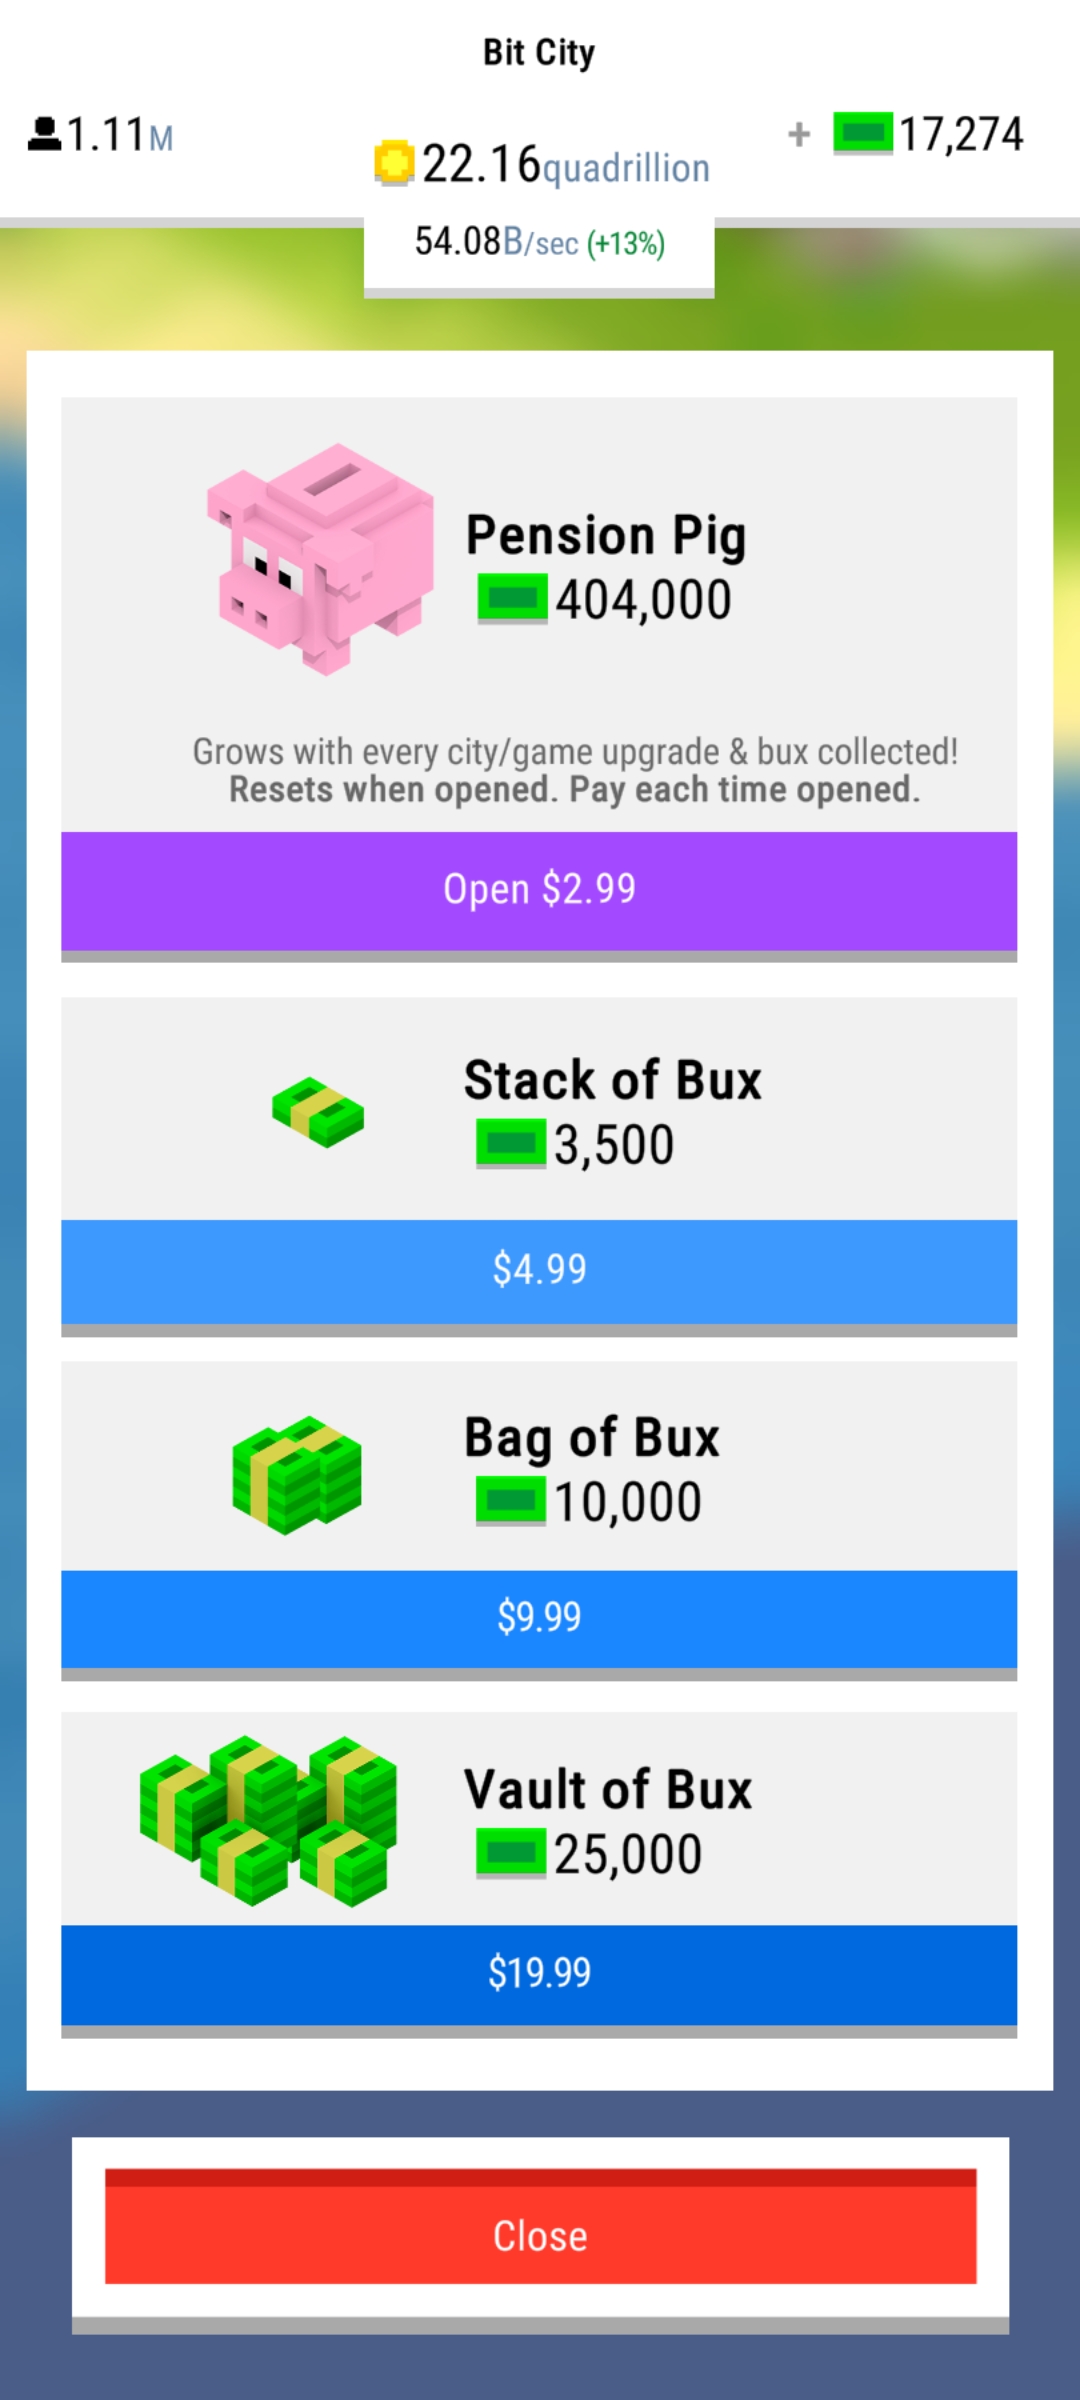 Bit City
1.11M
22.16quadrillion
+ 17,274
54.08B/sec (+13%)
Pension Pig
404,000
Grows with every city/game upgrade & bux collected!
Resets when opened. Pay each time opened.
Open $2.99
Stack of Bux
3,500
$4.99
Bag of Bux
10,000
$9.99
Vault of Bux
25,000
$19.99
Close